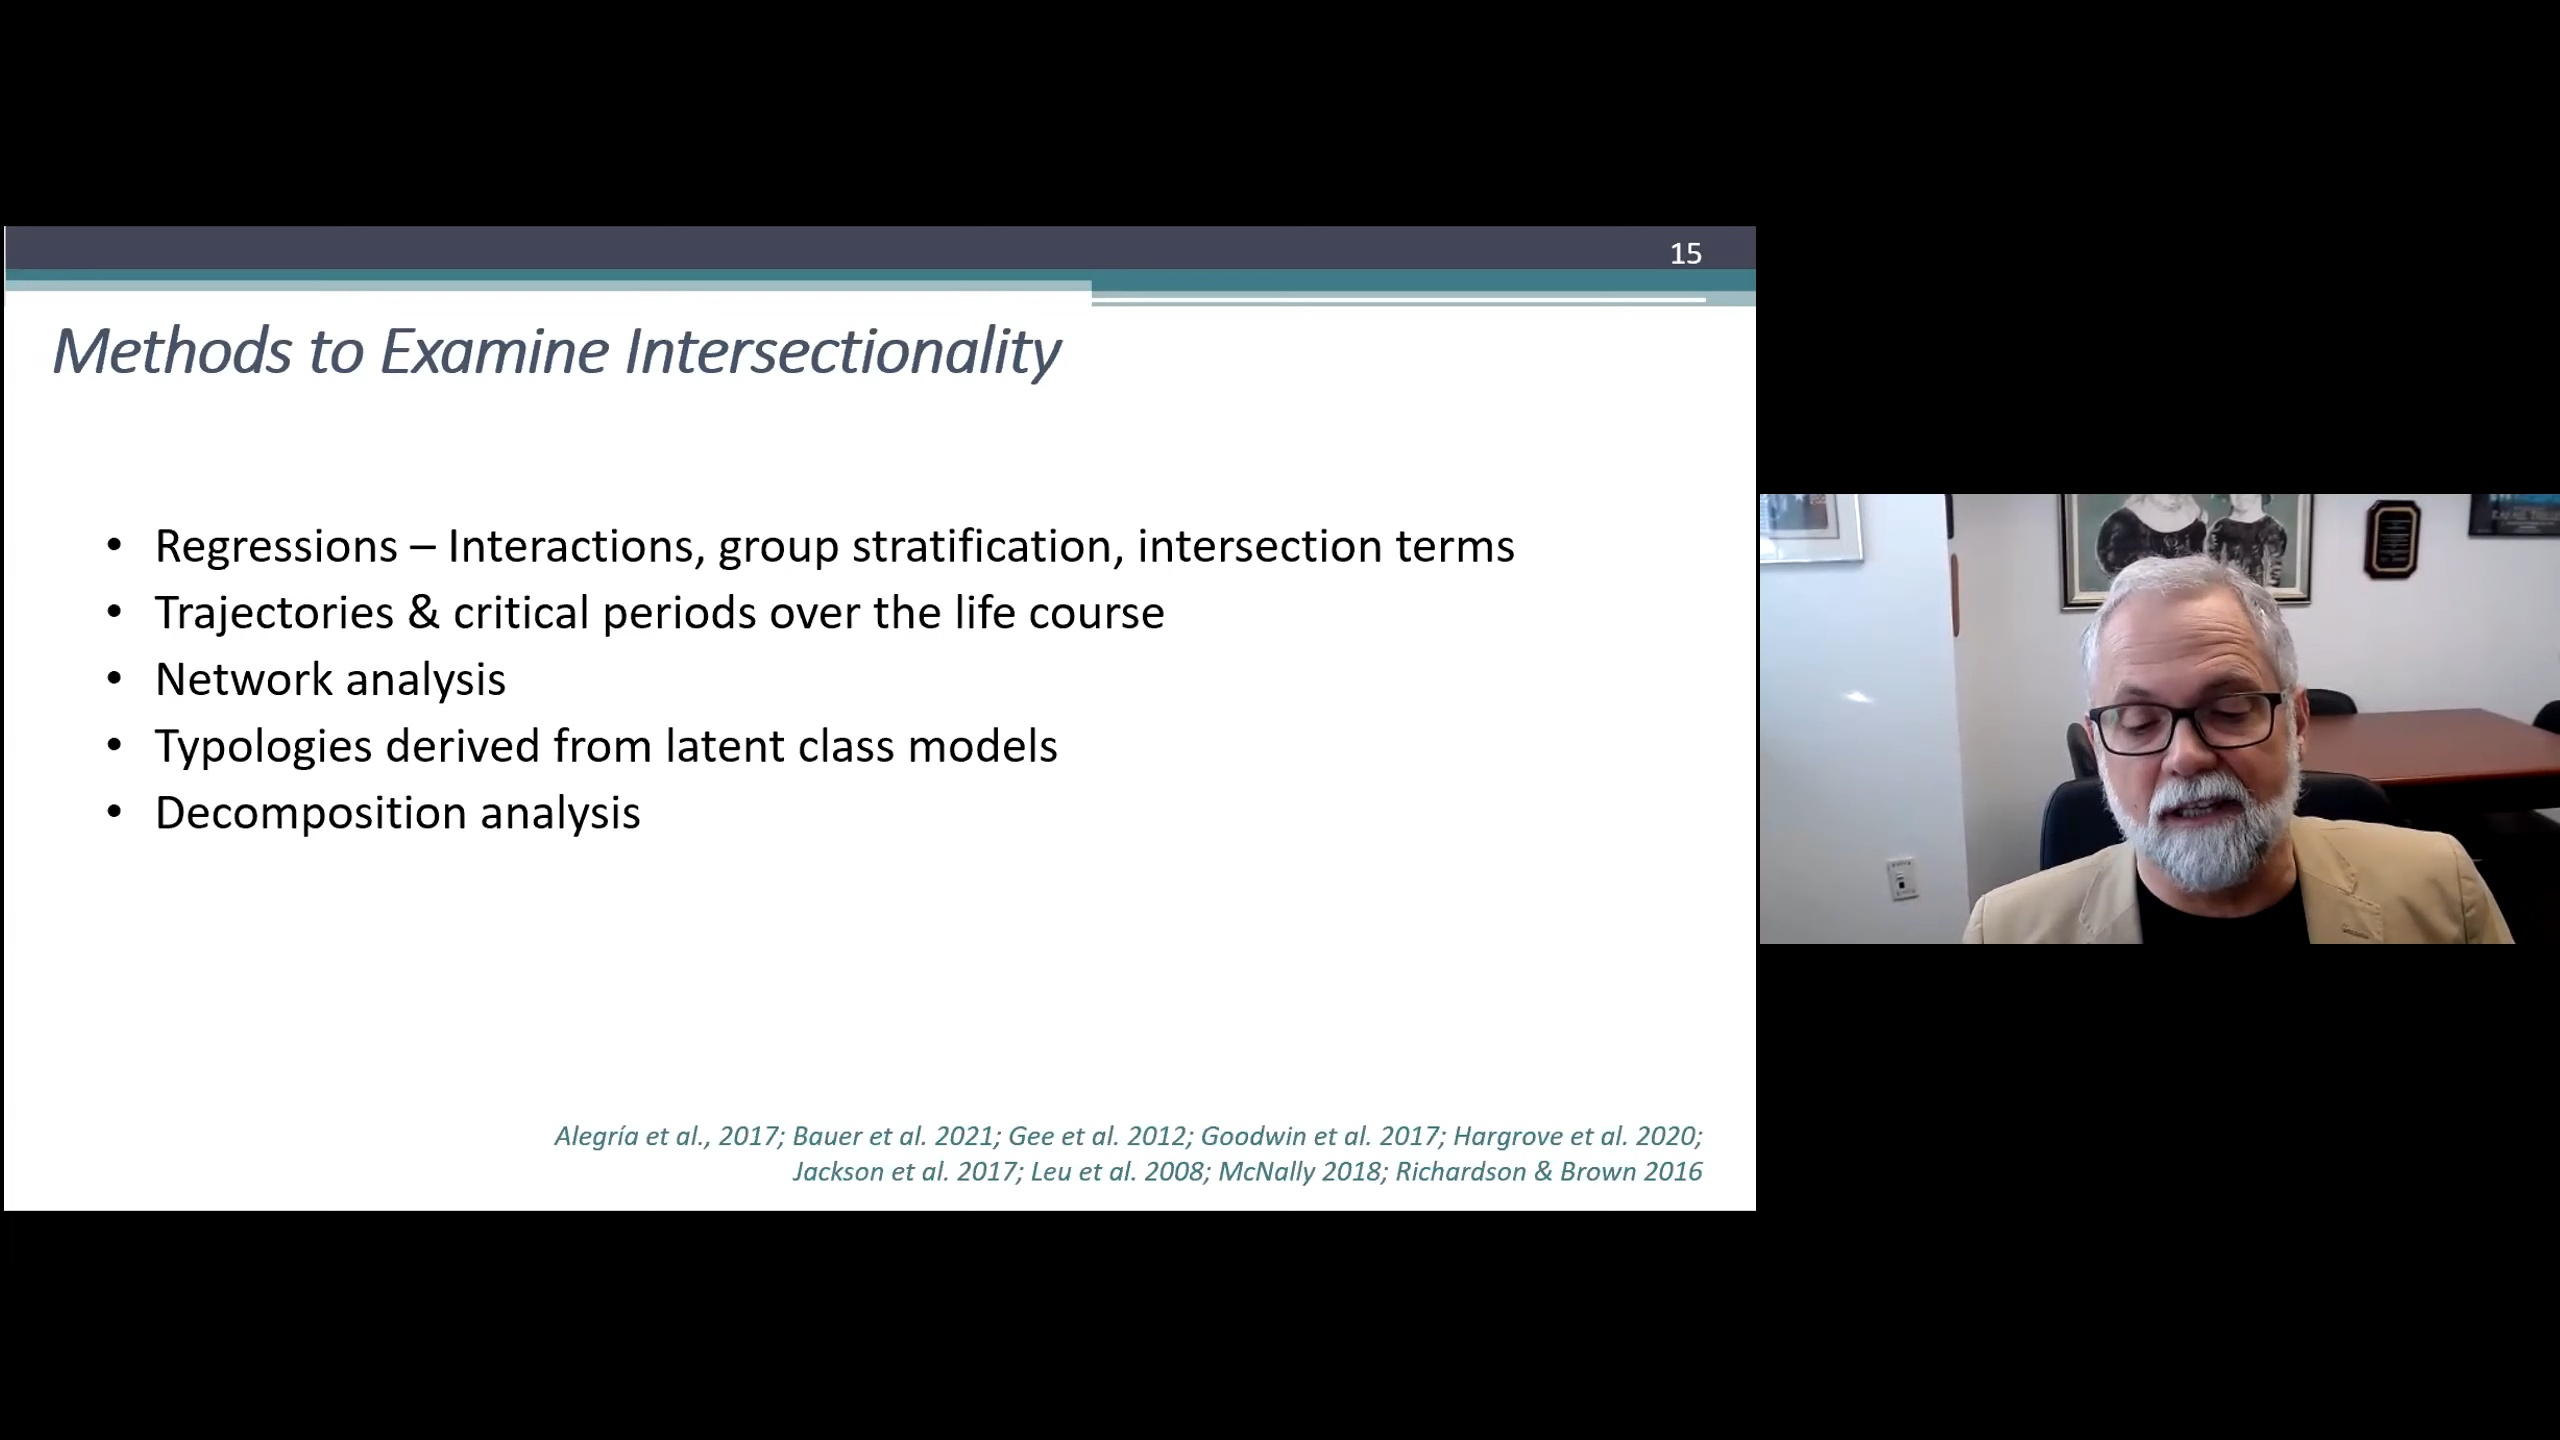 15
Methods to Examine Intersectionality
• Regressions – Interactions, group stratification, intersection terms
• Trajectories & critical periods over the life course
• Network analysis
• Typologies derived from latent class models
• Decomposition analysis
Alegría et al., 2017; Bauer et al. 2021; Gee et al. 2012; Goodwin et al. 2017; Hargrove et al. 2020;
Jackson et al. 2017; Leu et al. 2008; McNally 2018; Richardson & Brown 2016